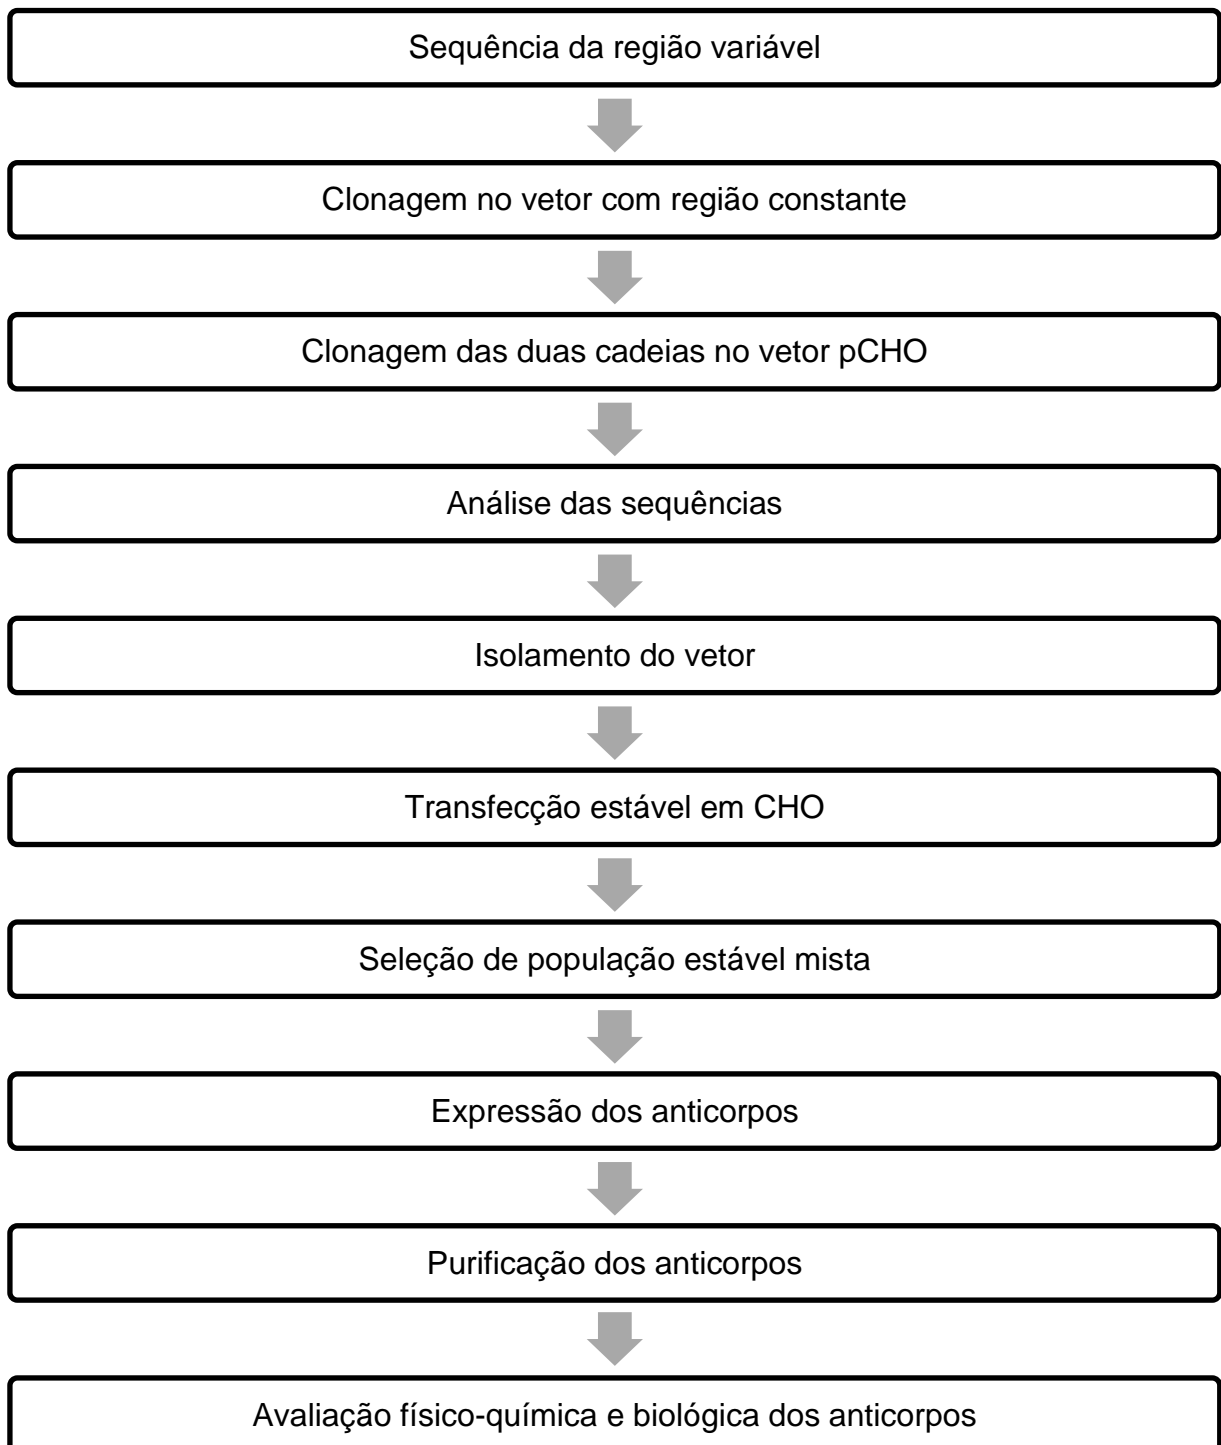 Sequência da região variável
Clonagem no vetor com região constante
Clonagem das duas cadeias no vetor pCHO
Análise das sequências
Isolamento do vetor
Transfecção estável em CHO
Seleção de população estável mista
Expressão dos anticorpos
Purificação dos anticorpos
Avaliação físico-química e biológica dos anticorpos